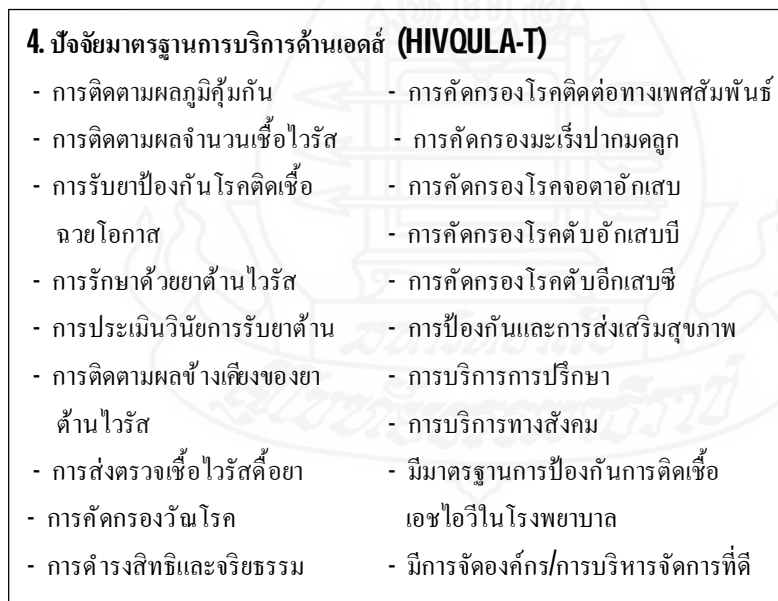 4. ปัจจัยมาตรฐานการบริการด้านเอดส์ (HIVQULA-T)
- การติดตามผลภูมิคุ้มกัน
- การติดตามผลจำนวนเชื้อไวรัส
- การรับยาป้องกันโรคติดเชื้อ
ฉวยโอกาส
- การรักษาด้วยยาต้านไวรัส
- การประเมินวินัยการรับยาต้าน
- การติดตามผลข้างเคียงของยา
ต้านไวรัส
- การส่งตรวจเชื้อไวรัสดื้อยา
- การคัดกรองวัณโรค
- การดำรงสิทธิและจริยธรรม
- การคัดกรองโรคติดต่อทางเพศสัมพันธ์
- การคัดกรองมะเร็งปากมดลูก
- การคัดกรองโรคจอตาอักเสบ
- การคัดกรองโรคตับอักเสบบี
- การคัดกรองโรคตับอีกเสบซี
- การป้องกันและการส่งเสริมสุขภาพ
- การบริการการปรึกษา
- การบริการทางสังคม
- มีมาตรฐานการป้องกันการติดเชื้อ
เอชไอวีในโรงพยาบาล
- มีการจัดองค์กร/การบริหารจัดการที่ดี